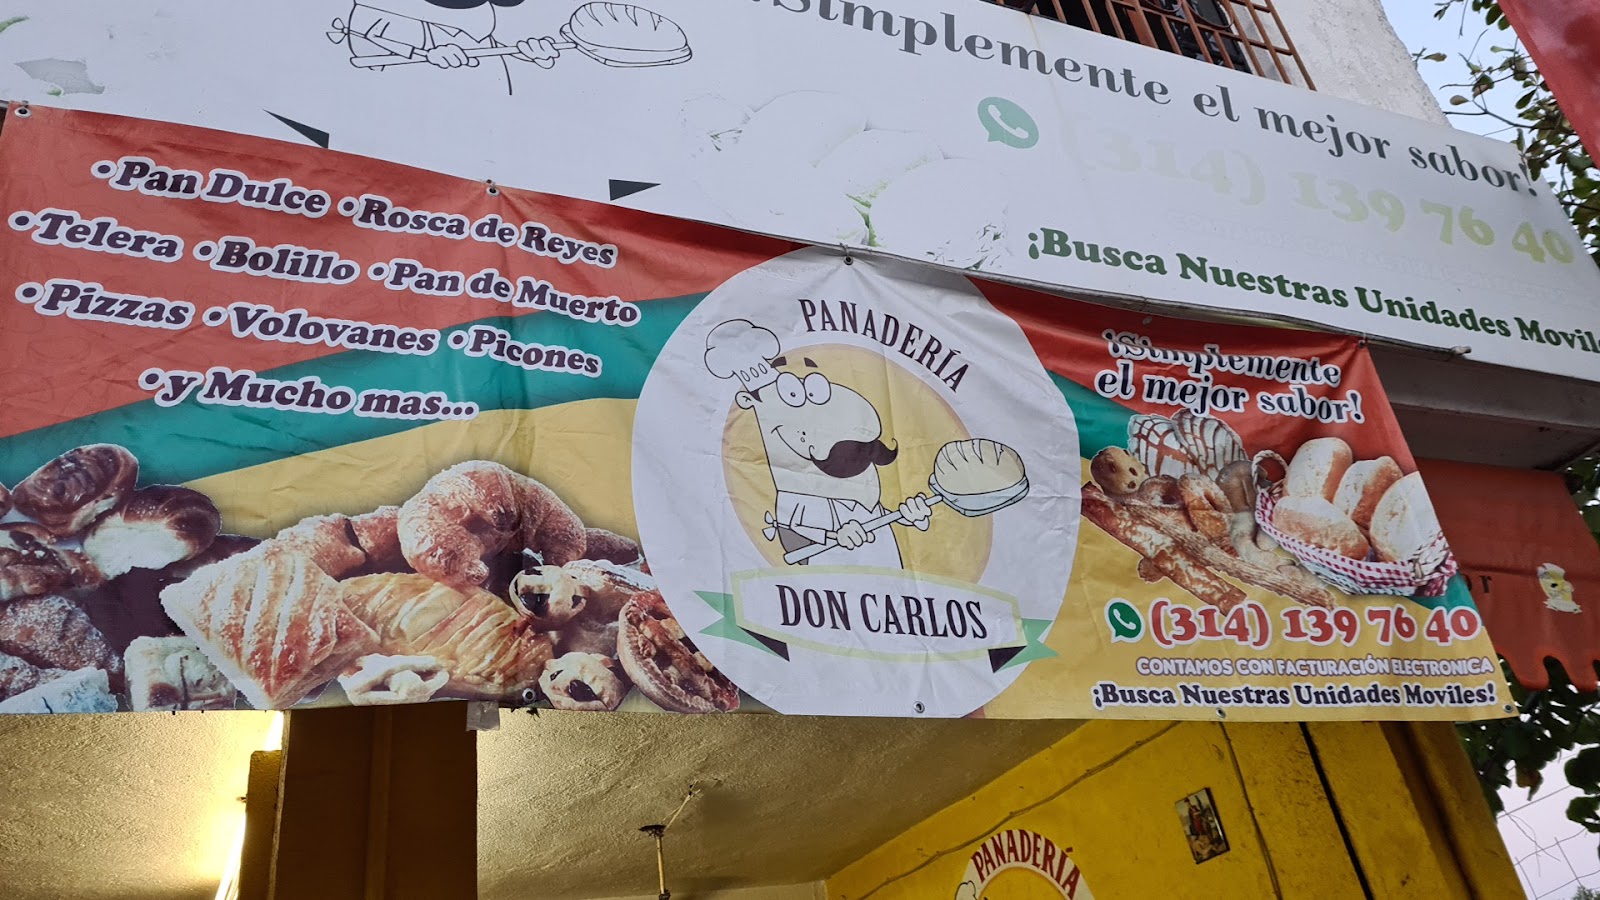 ¡Simplemente el mejor sabor!
(314) 139 76 40
¡Busca Nuestras Unidades Movil
•Pan Dulce •Rosca de Reyes
•Telera •Bolillo •Pan de Muerto
•Pizzas •Volovanes •Picones
•y Mucho mas...
PANADERÍA
DON CARLOS
¡Simplemente
el mejor sabor!
(314) 139 76 40
CONTAMOS CON FACTURACIÓN ELECTRONICA
¡Busca Nuestras Unidades Moviles!
PANADERÍA